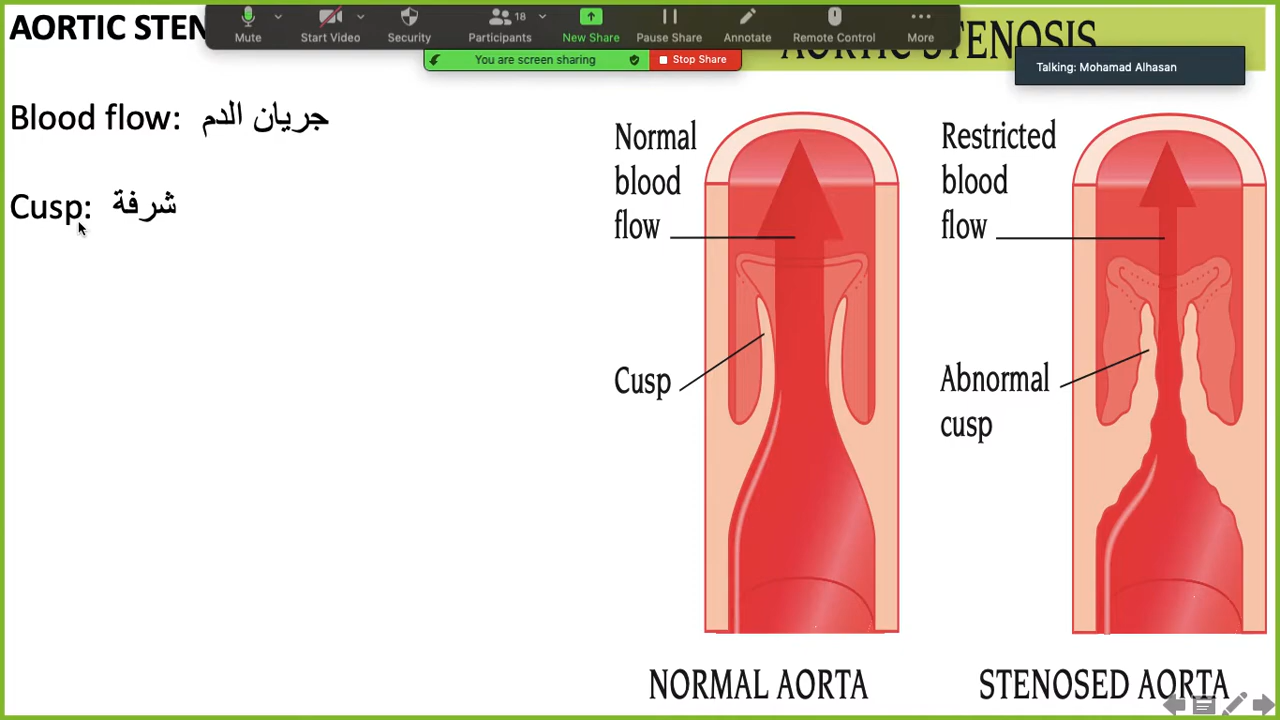 AORTIC STEN
Mute
Start Video
Security
Participants
18
New Share
Pause Share
Annotate
Remote Control
More
You are screen sharing
Stop Share
AORTIC STENOSIS
Talking: Mohamad Alhasan
Blood flow: جريان الدم
Cusp: شرفة
Normal
blood
flow
Cusp
NORMAL AORTA
Restricted
blood
flow
Abnormal
cusp
STENOSED AORTA